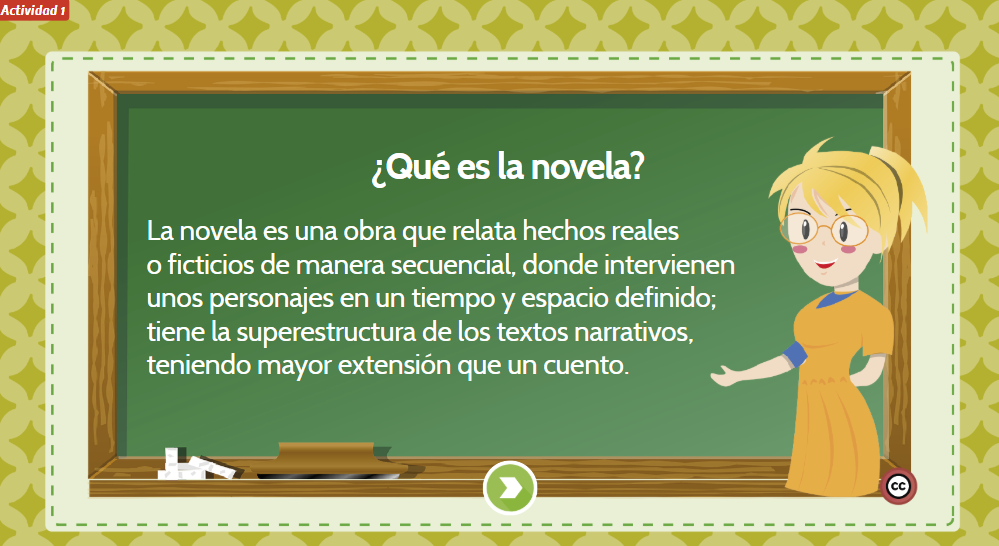 Actividad 1
¿Qué es la novela?
La novela es una obra que relata hechos reales
o ficticios de manera secuencial, donde intervienen
unos personajes en un tiempo y espacio definido;
tiene la superestructura de los textos narrativos,
teniendo mayor extensión que un cuento.
cc